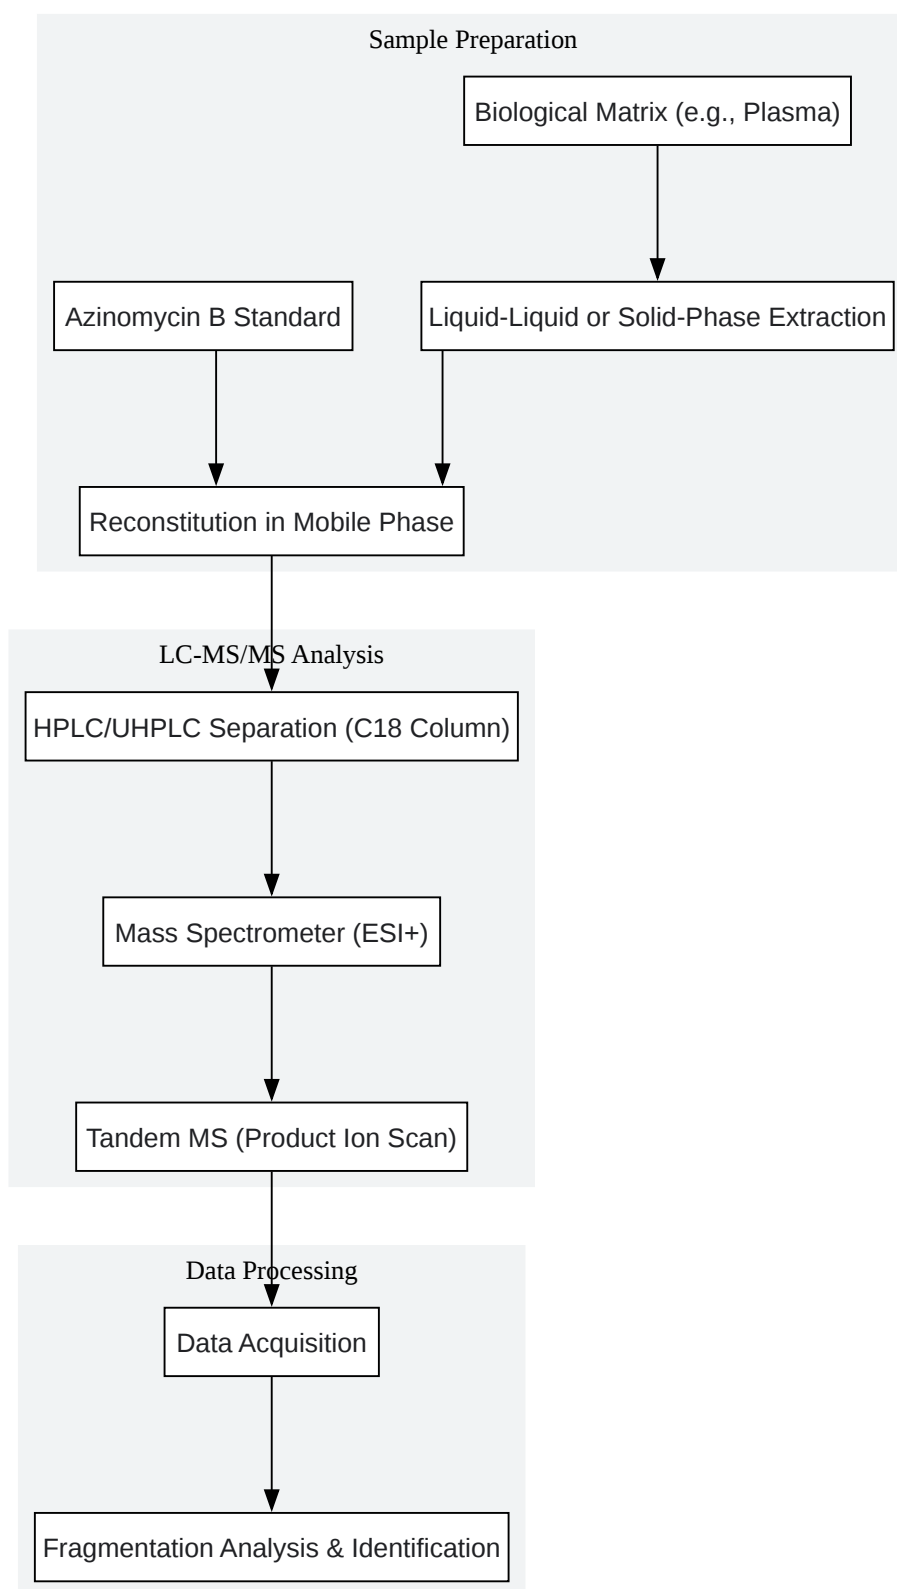 Sample Preparation
Biological Matrix (e.g., Plasma)
Azinomycin B Standard
Liquid-Liquid or Solid-Phase Extraction
Reconstitution in Mobile Phase
LC-MS/MS Analysis
HPLC/UHPLC Separation (C18 Column)
Mass Spectrometer (ESI+)
Tandem MS (Product Ion Scan)
Data Processing
Data Acquisition
Fragmentation Analysis & Identification